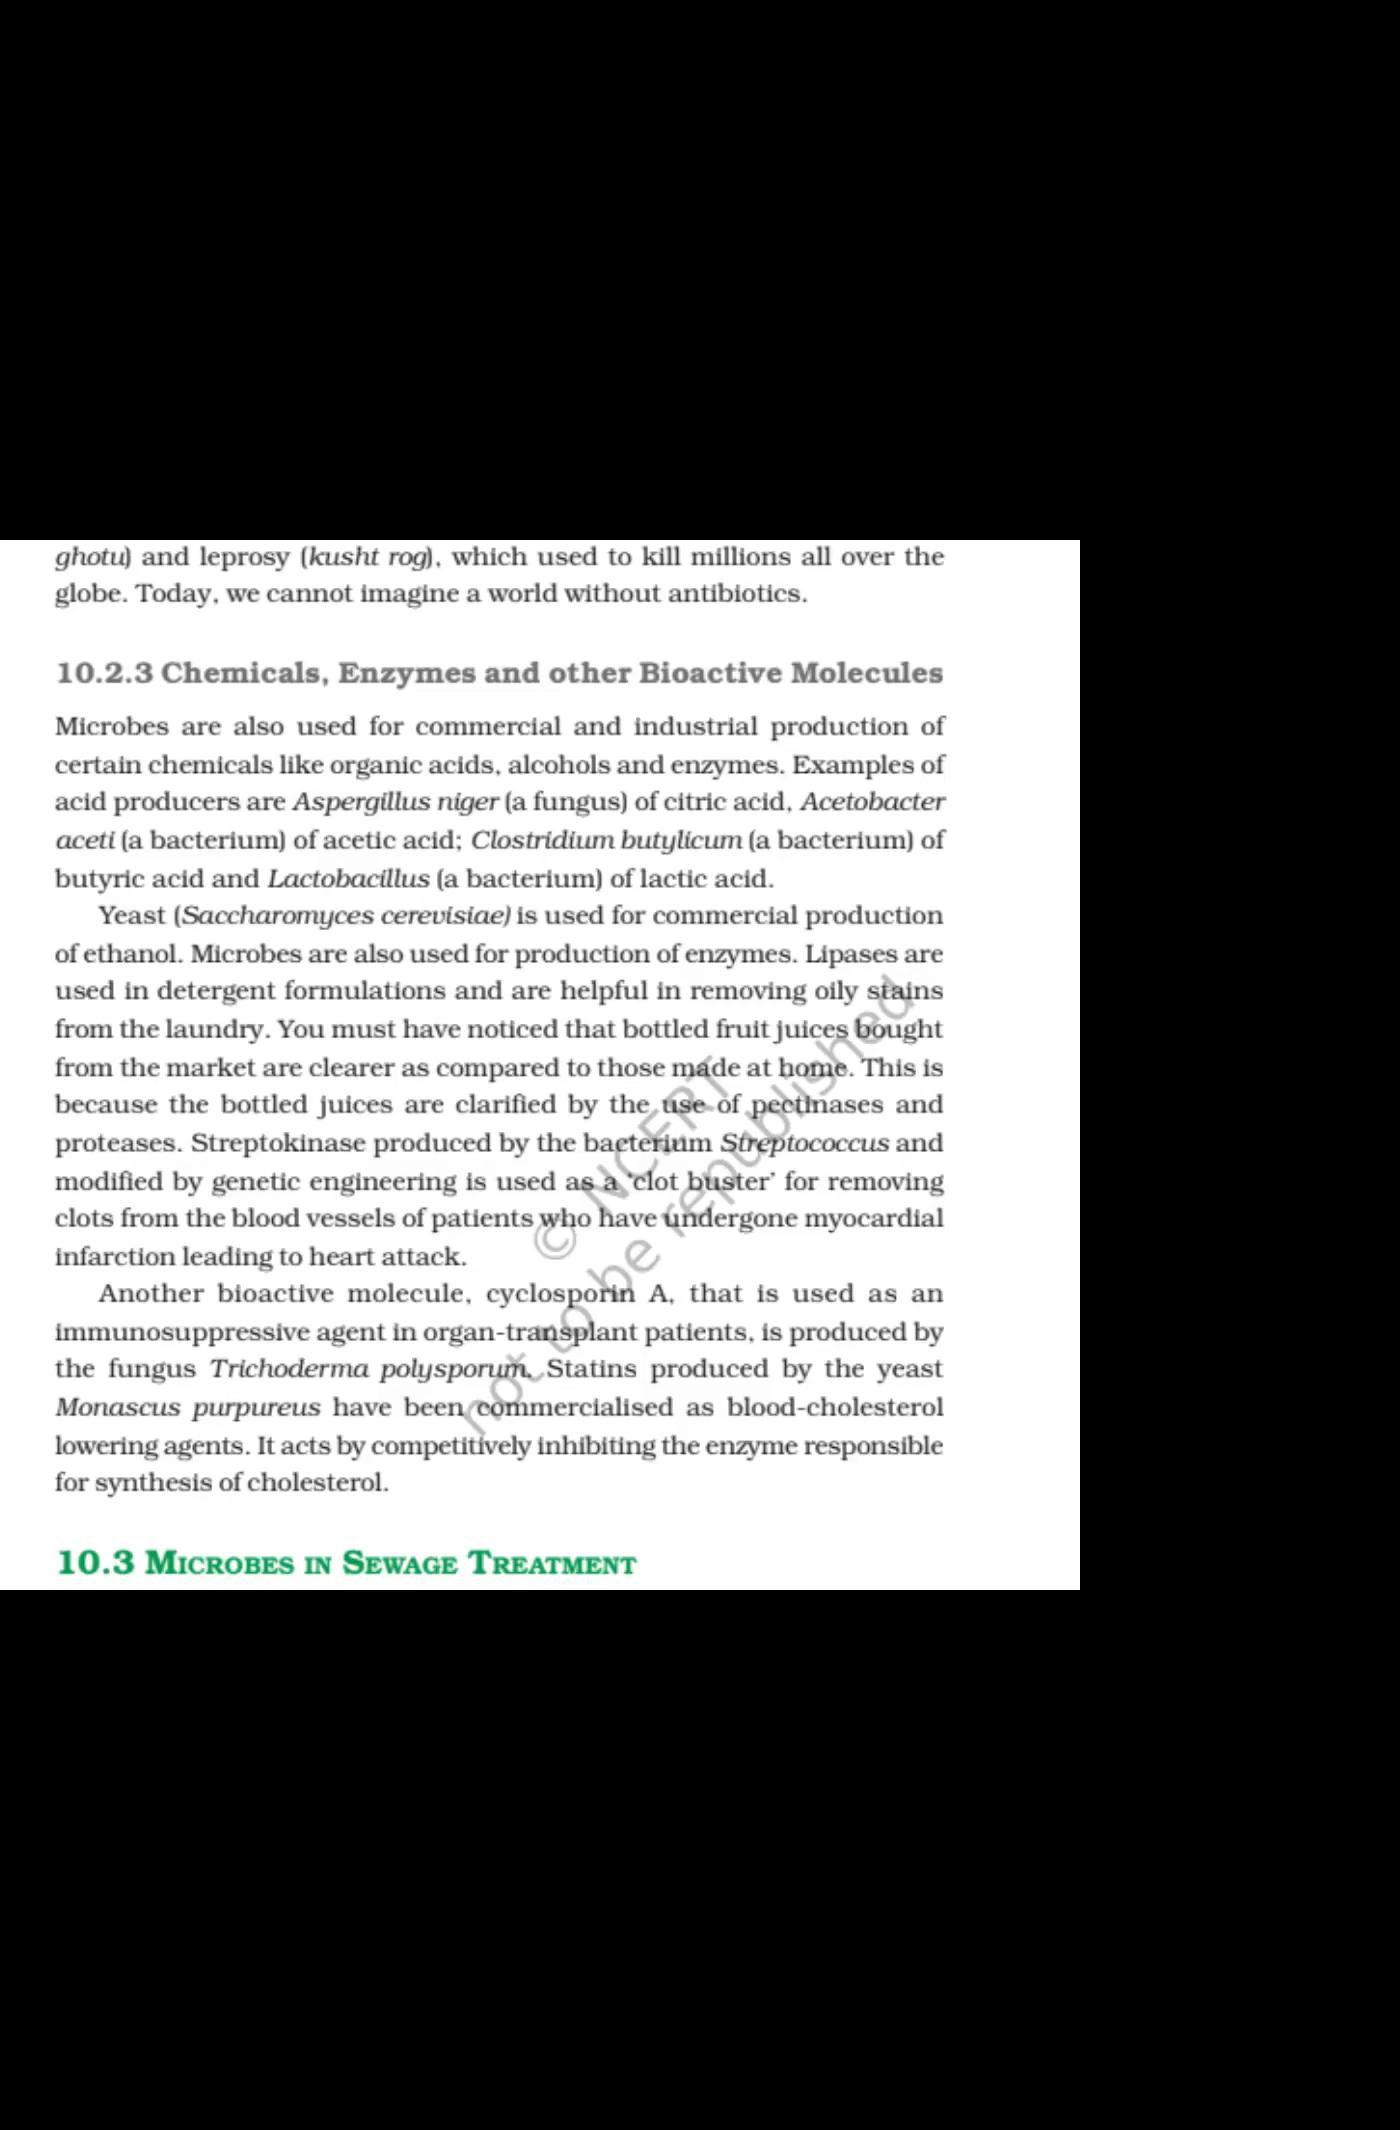 ghotu) and leprosy (kusht rog), which used to kill millions all over the
globe. Today, we cannot imagine a world without antibiotics.
10.2.3 Chemicals, Enzymes and other Bioactive Molecules
Microbes are also used for commercial and industrial production of
certain chemicals like organic acids, alcohols and enzymes. Examples of
acid producers are Aspergillus niger (a fungus) of citric acid, Acetobacter
aceti (a bacterium) of acetic acid; Clostridium butylicum (a bacterium) of
butyric acid and Lactobacillus (a bacterium) of lactic acid.
Yeast (Saccharomyces cerevisiae) is used for commercial production
of ethanol. Microbes are also used for production of enzymes. Lipases are
used in detergent formulations and are helpful in removing oily stains
from the laundry. You must have noticed that bottled fruit juices bought
from the market are clearer as compared to those made at home. This is
because the bottled juices are clarified by the use of pectinases and
proteases. Streptokinase produced by the bacterium Streptococcus and
modified by genetic engineering is used as a ‘clot buster’ for removing
clots from the blood vessels of patients who have undergone myocardial
infarction leading to heart attack.
Another bioactive molecule, cyclosporin A, that is used as an
immunosuppressive agent in organ-transplant patients, is produced by
the fungus Trichoderma polysporum. Statins produced by the yeast
Monascus purpureus have been commercialised as blood-cholesterol
lowering agents. It acts by competitively inhibiting the enzyme responsible
for synthesis of cholesterol.
10.3 MICROBES IN SEWAGE TREATMENT
© NCERT
not to be republished